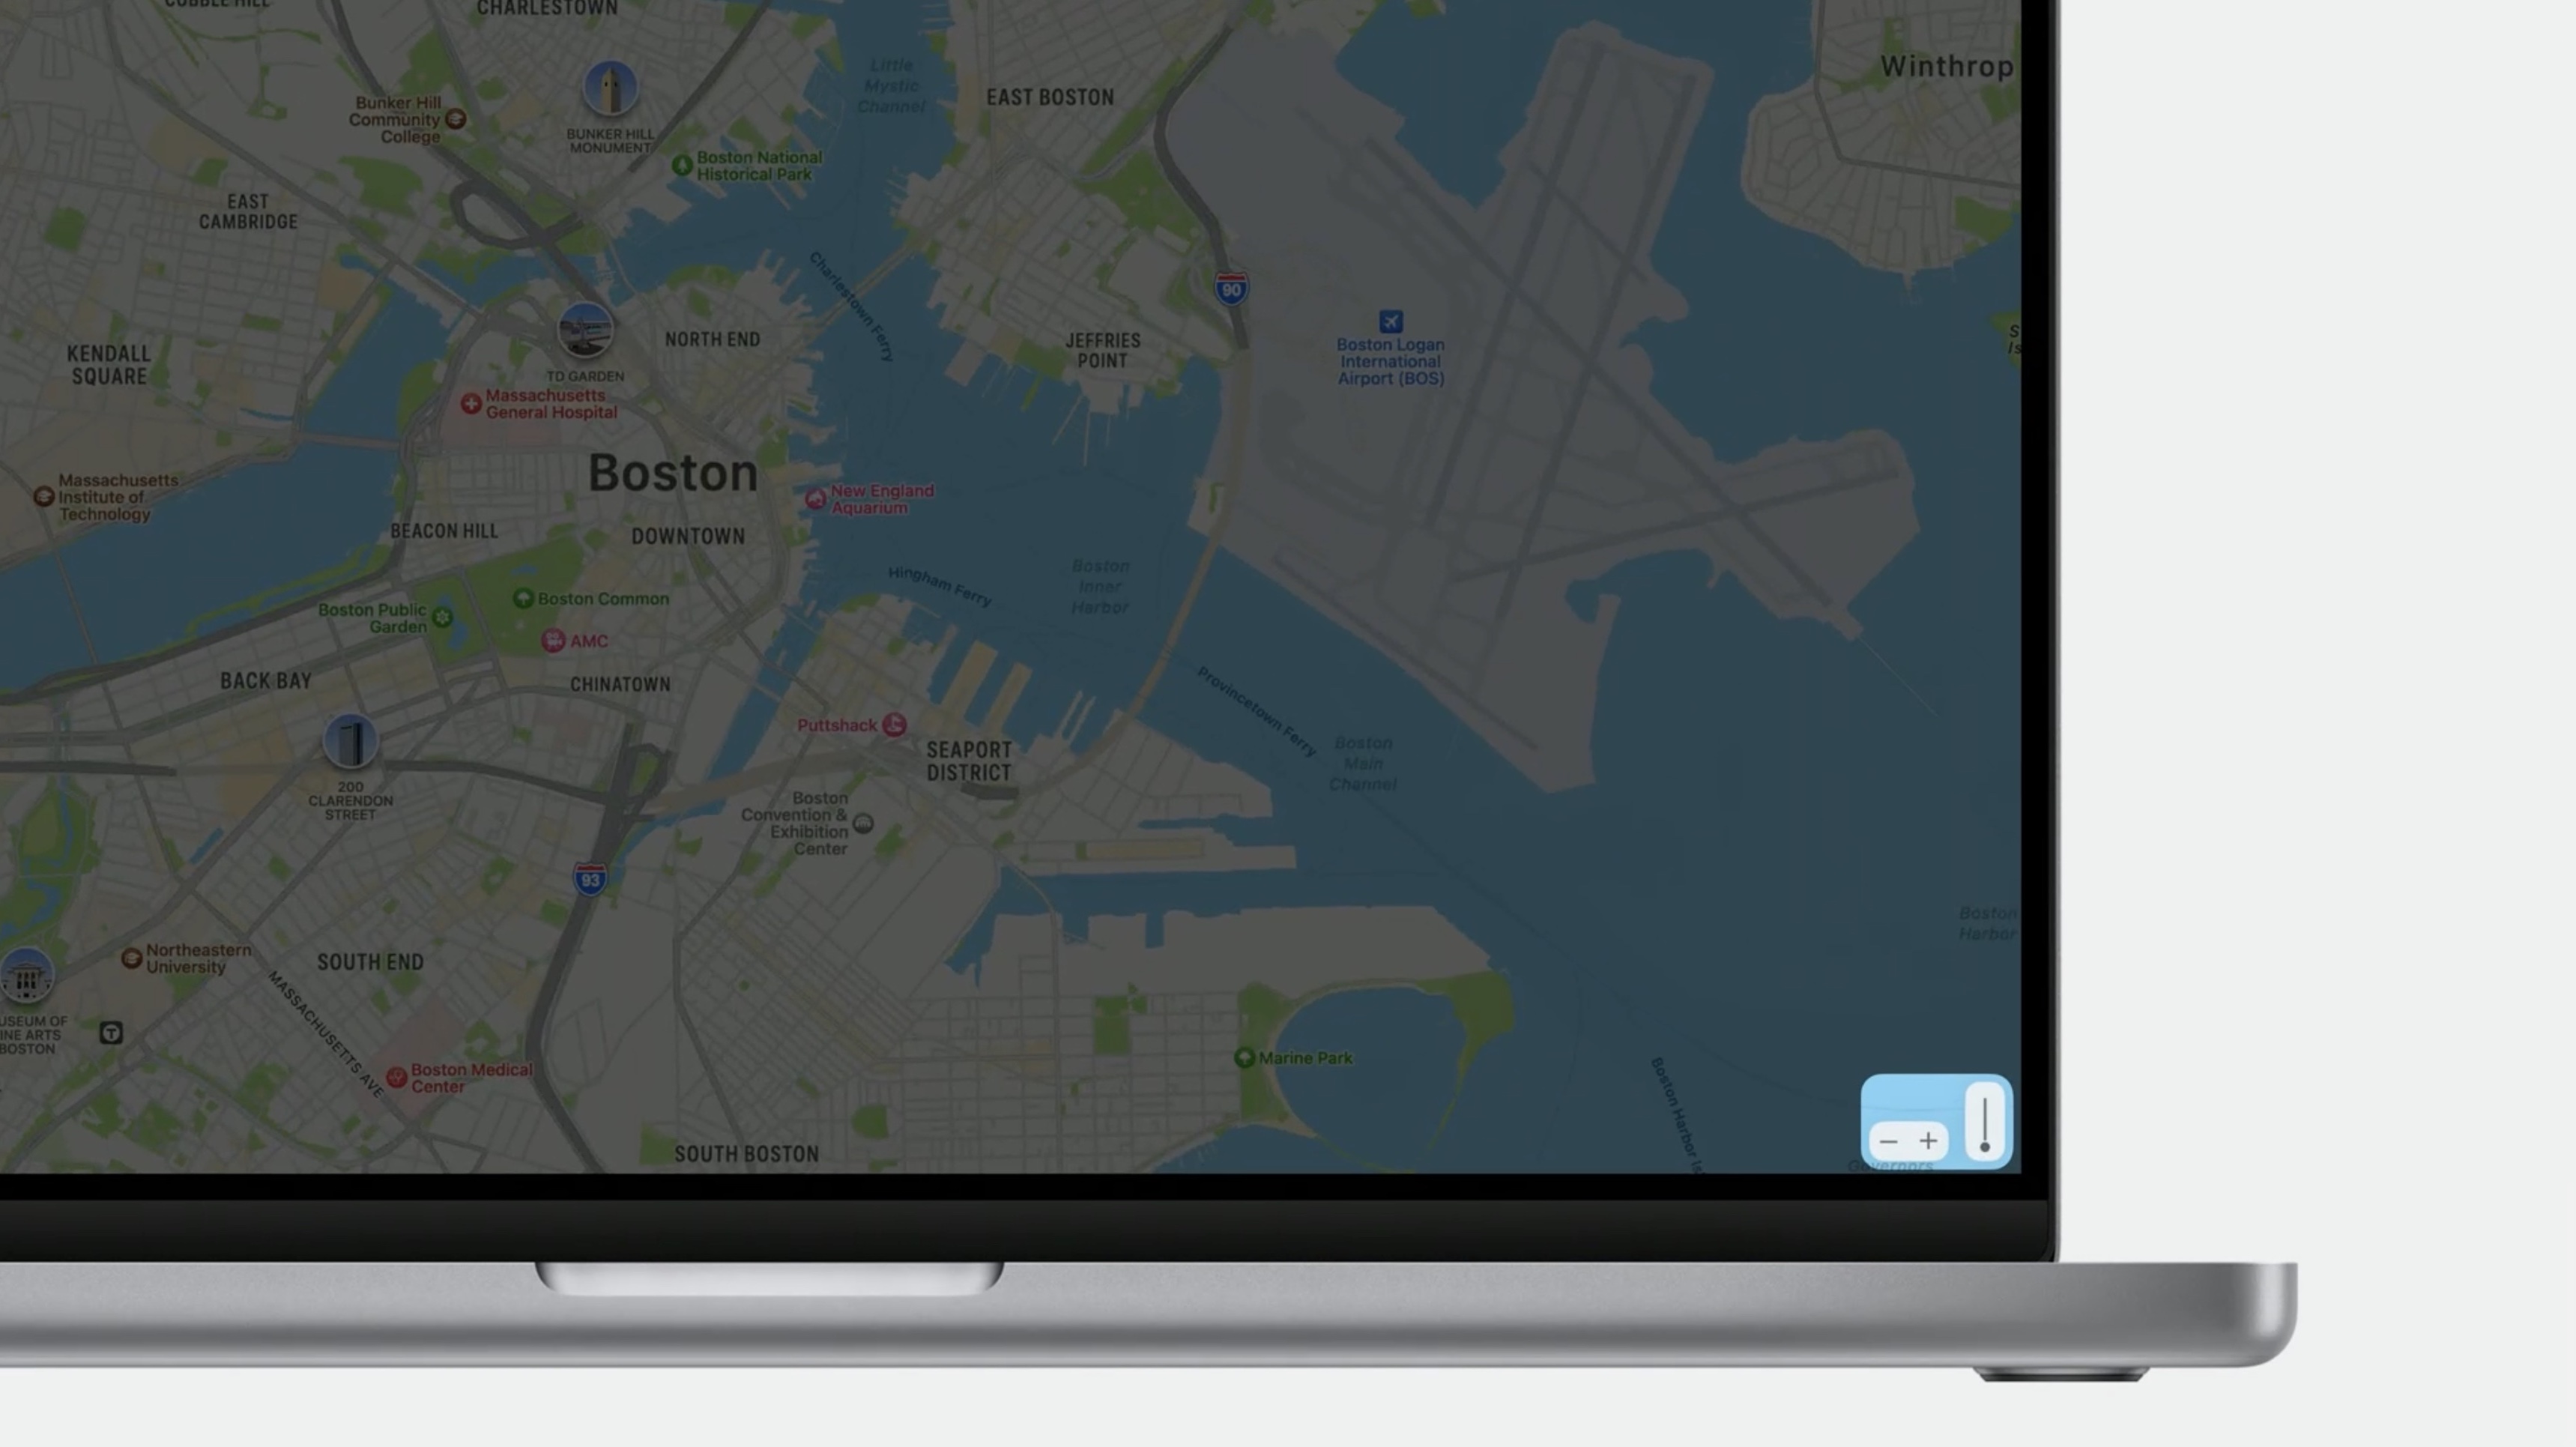 CHARLESTOWN
Little
Mystic
Channel
EAST BOSTON
Winthrop
Bunker Hill
Community
College
BUNKER HILL
MONUMENT
Boston National
Historical Park
EAST
CAMBRIDGE
Charlestown Ferry
90
KENDALL
SQUARE
TD GARDEN
NORTH END
JEFFRIES
POINT
Boston Logan
International
Airport (BOS)
Massachusetts
General Hospital
Boston
Massachusetts
Institute of
Technology
New England
Aquarium
BEACON HILL
DOWNTOWN
Hingham Ferry
Boston
Inner
Harbor
Boston Public
Garden
Boston Common
AMC
BACK BAY
CHINATOWN
Provincetown Ferry
Puttshack
SEAPORT
DISTRICT
Boston
Main
Channel
200
CLARENDON
STREET
Boston
Convention &
Exhibition
Center
93
Boston
Harbor
Northeastern
University
SOUTH END
MASSACHUSETTS AVE
USEUM OF
INE ARTS
BOSTON
T
Boston Medical
Center
Marine Park
Boston Harbor Is
SOUTH BOSTON
− +